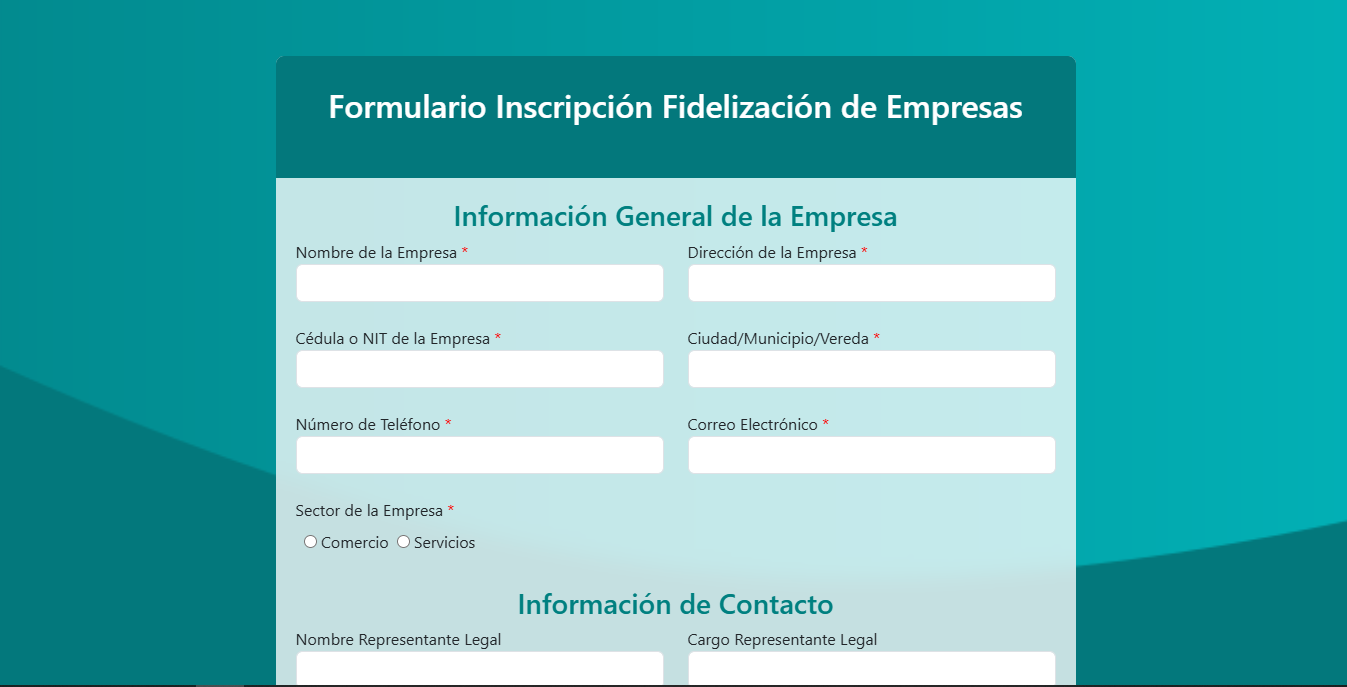 Formulario Inscripción Fidelización de Empresas
Información General de la Empresa
Nombre de la Empresa *
Dirección de la Empresa *
Cédula o NIT de la Empresa *
Ciudad/Municipio/Vereda *
Número de Teléfono *
Correo Electrónico *
Sector de la Empresa *
Comercio Servicios
Información de Contacto
Nombre Representante Legal
Cargo Representante Legal